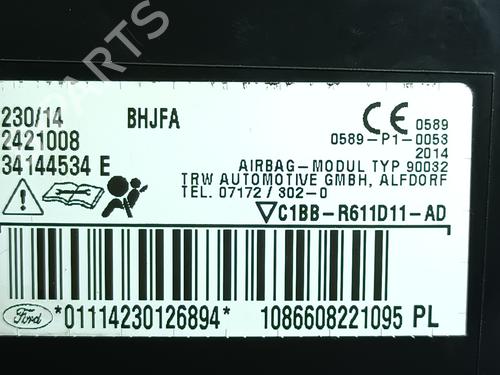 PARTS
230/14 BHJFA CE 0589
2421008 0589-P1-0053
34144534 E 2014
AIRBAG-MODUL TYP 90032
TRW AUTOMOTIVE GMBH, ALFDORF
TEL. 07172/302-0
C1BB-R611D11-AD
Ford *01114230126894* 1086608221095 PL